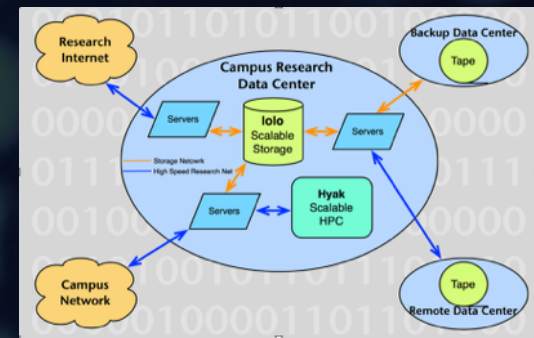 Research
Internet
Backup Data Center
Tape
Campus Research
Data Center
Servers
lolo
Scalable
Storage
Servers
Storage Netowrk
High Speed Research Net
Servers
Hyak
Scalable
HPC
Campus
Network
Tape
Remote Data Center